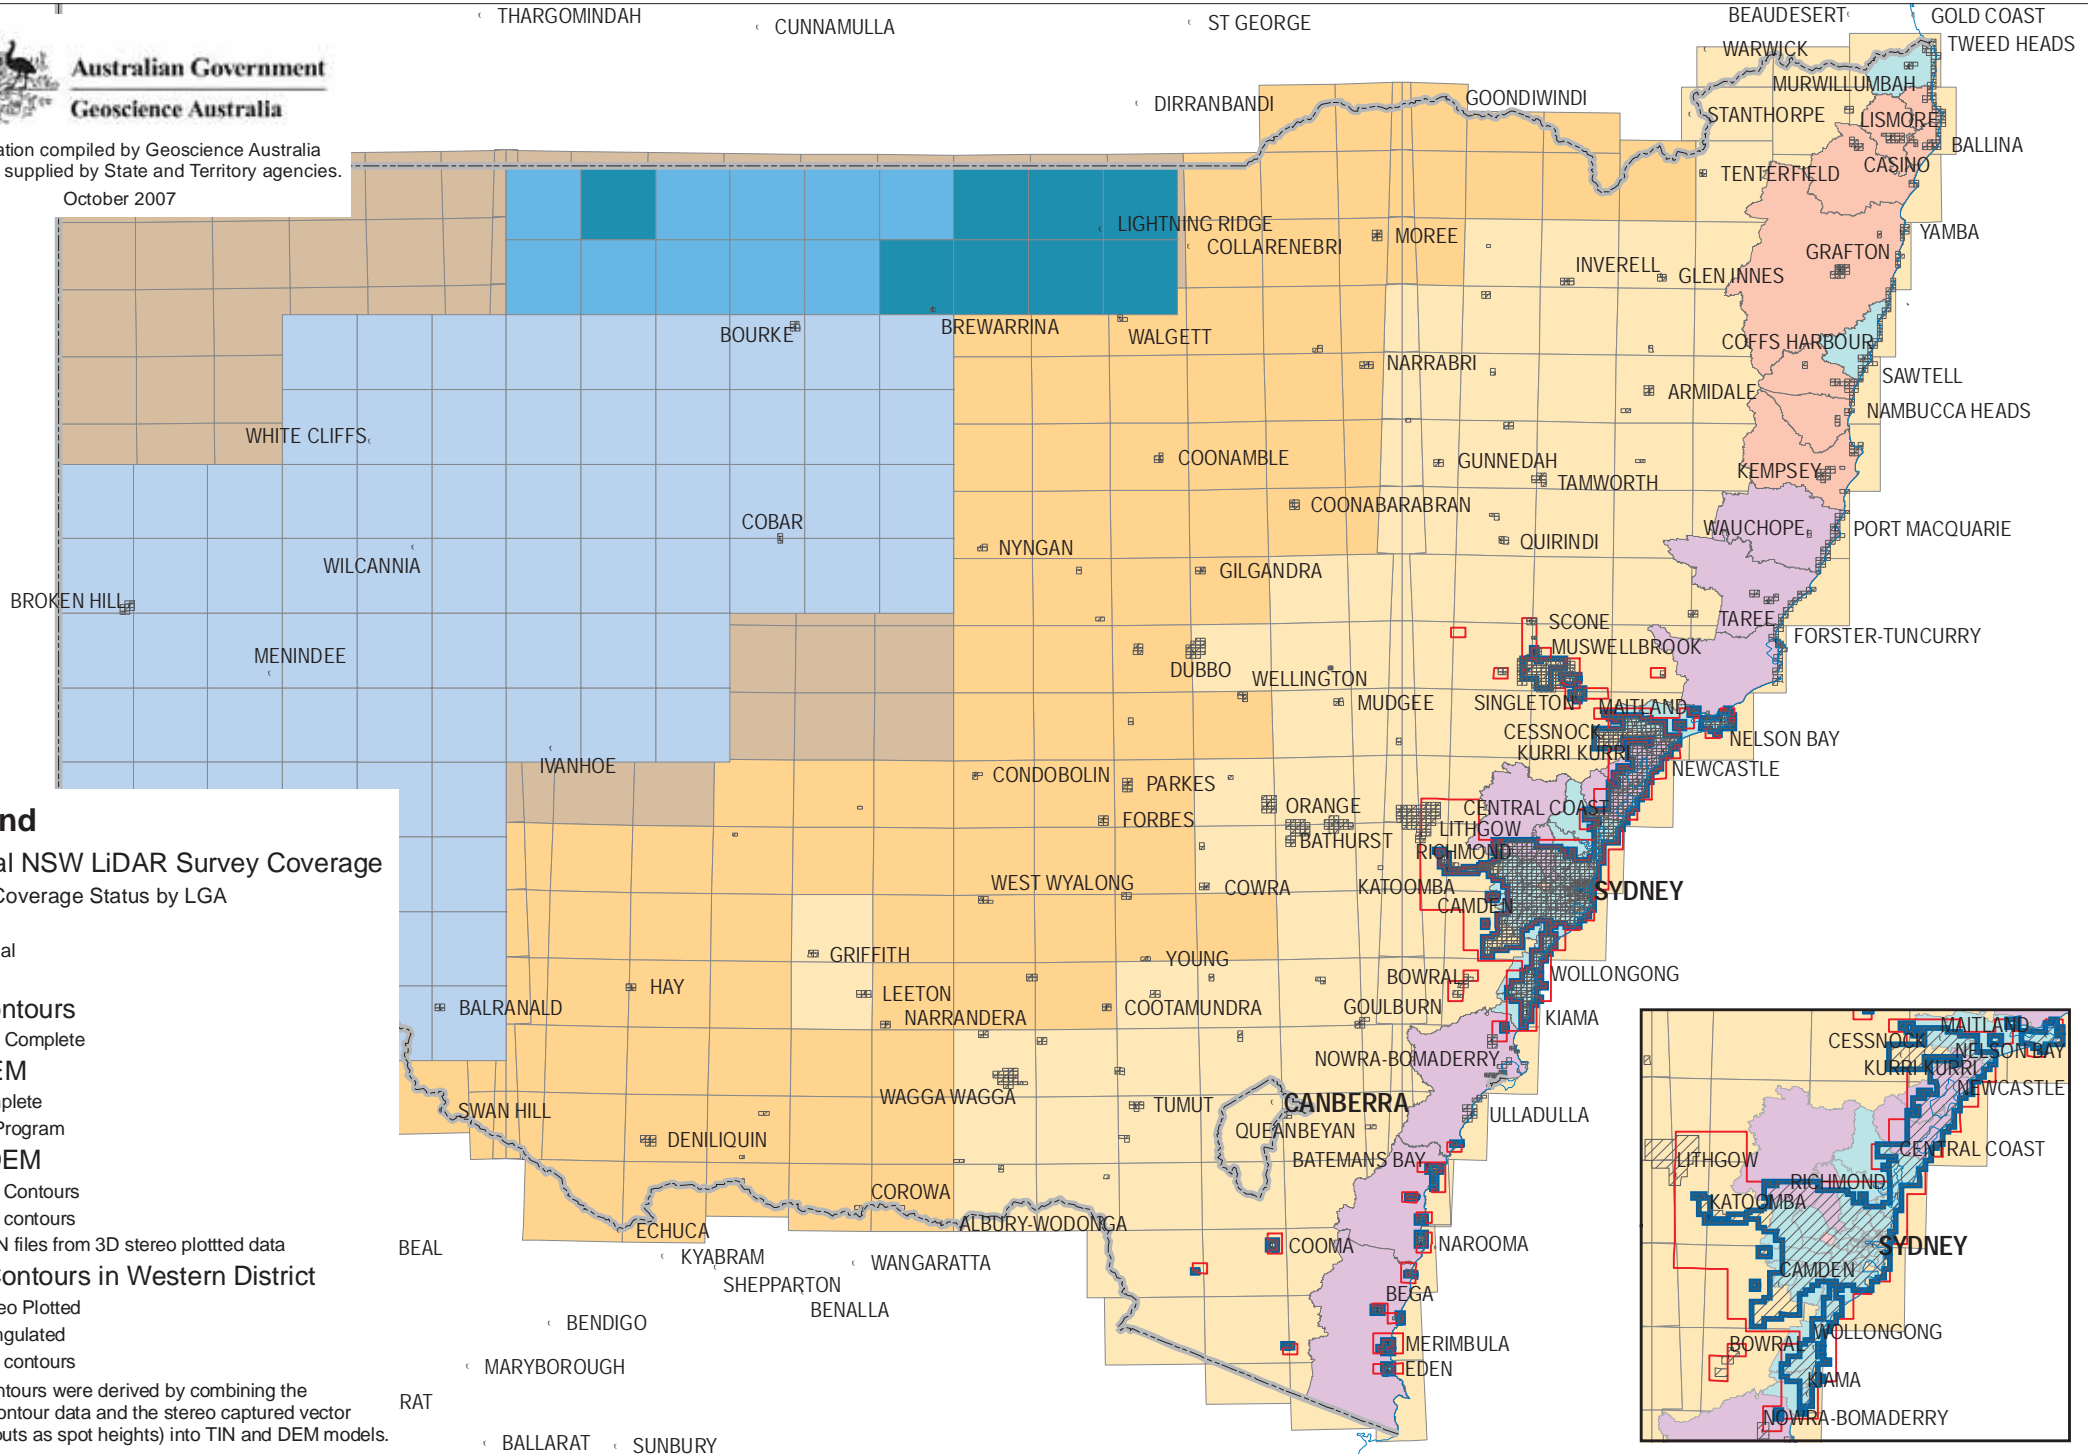 THARGOMINDAH
CUNNAMULLA
ST GEORGE
BEAUDESERT
GOLD COAST
TWEED HEADS
WARWICK
MURWILLUMBAH
Australian Government
Geoscience Australia
DIRRANBANDI
GOONDIWINDI
STANTHORPE
LISMORE
BALLINA
ation compiled by Geoscience Australia
supplied by State and Territory agencies.
October 2007
TENTERFIELD
CASINO
LIGHTNING RIDGE
COLLARENEBRI
MOREE
YAMBA
GRAFTON
INVERELL
GLEN INNES
BOURKE
BREWARRINA
WALGETT
COFFS HARBOUR
NARRABRI
SAWTELL
ARMIDALE
NAMBUCCA HEADS
WHITE CLIFFS
COONAMBLE
GUNNEDAH
KEMPSEY
TAMWORTH
COONABARABRAN
COBAR
WAUCHOPE
PORT MACQUARIE
NYNGAN
QUIRINDI
WILCANNIA
GILGANDRA
BROKEN HILL
SCONE
TAREE
FORSTER-TUNCURRY
MENINDEE
MUSWELLBROOK
DUBBO
WELLINGTON
MUDGEE
SINGLETON
MAITLAND
CESSNOCK
NELSON BAY
KURRI KURRI
IVANHOE
NEWCASTLE
CONDOBOLIN
PARKES
ORANGE
CENTRAL COAST
FORBES
LITHGOW
BATHURST
RICHMOND
WEST WYALONG
COWRA
KATOOMBA
SYDNEY
CAMDEN
GRIFFITH
YOUNG
HAY
LEETON
BOWRAL
WOLLONGONG
BALRANALD
COOTAMUNDRA
GOULBURN
NARRANDERA
KIAMA
NOWRA-BOMADERRY
WAGGA WAGGA
SWAN HILL
TUMUT
CANBERRA
ULLADULLA
QUEANBEYAN
DENILIQUIN
BATEMANS BAY
COROWA
ALBURY-WODONGA
ECHUCA
COOMA
NAROOMA
BEAL
KYABRAM
WANGARATTA
SHEPPARTON
BEGA
BENALLA
BENDIGO
MERIMBULA
MARYBOROUGH
EDEN
RAT
BALLARAT
SUNBURY
nd
al NSW LiDAR Survey Coverage
Coverage Status by LGA
al
ontours
Complete
EM
nplete
Program
DEM
Contours
contours
N files from 3D stereo plottted data
Contours in Western District
eo Plotted
ngulated
contours
ntours were derived by combining the
ontour data and the stereo captured vector
outs as spot heights) into TIN and DEM models.
MAITLAND
CESSNOCK
NELSON BAY
KURRI KURRI
NEWCASTLE
CENTRAL COAST
LITHGOW
RICHMOND
KATOOMBA
SYDNEY
CAMDEN
WOLLONGONG
BOWRAL
KIAMA
NOWRA-BOMADERRY